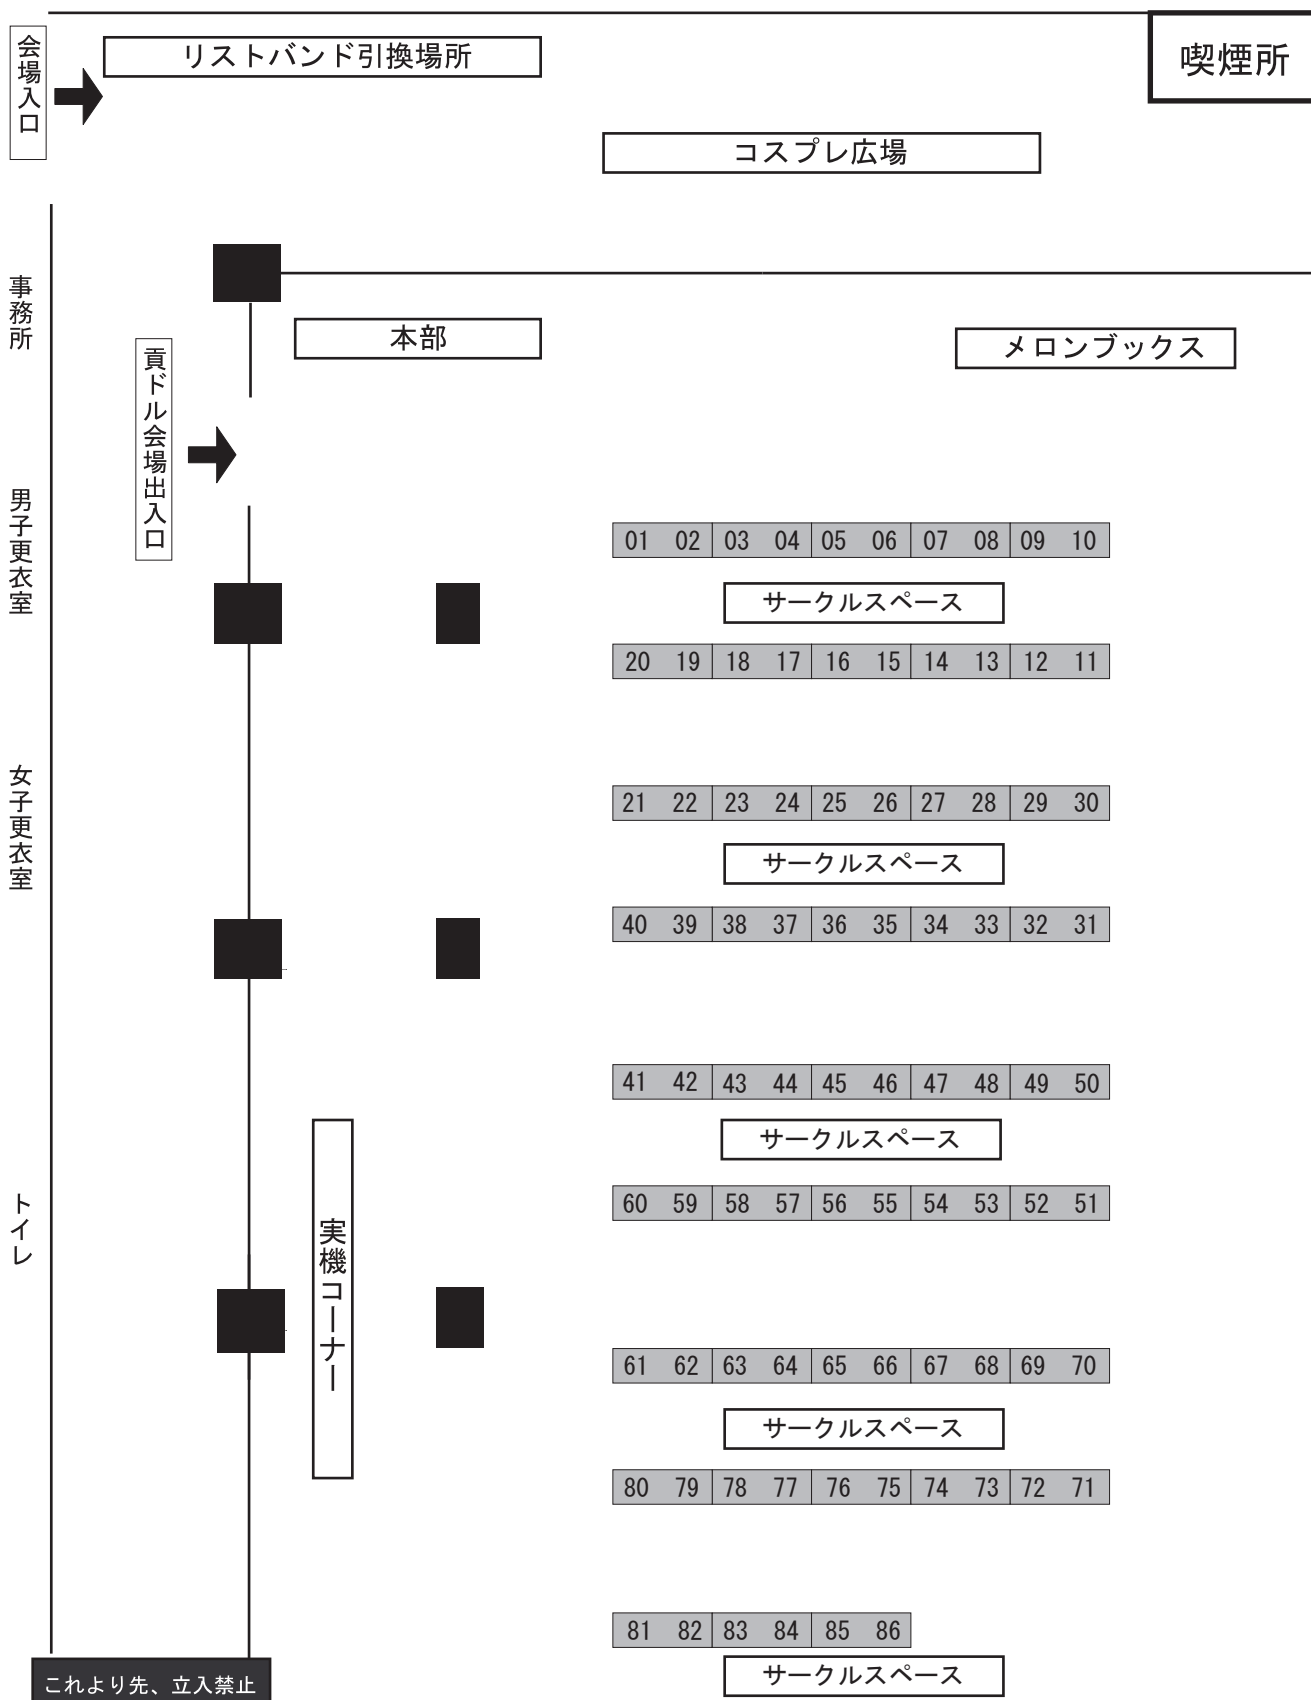 会場入口
リストバンド引換場所
喫煙所
コスプレ広場
事務所
本部
メロンブックス
貢ドル会場出入口
男子更衣室
01 02 03 04 05 06 07 08 09 10
サークルスペース
20 19 18 17 16 15 14 13 12 11
女子更衣室
21 22 23 24 25 26 27 28 29 30
サークルスペース
40 39 38 37 36 35 34 33 32 31
41 42 43 44 45 46 47 48 49 50
サークルスペース
60 59 58 57 56 55 54 53 52 51
トイレ
実機コーナー
61 62 63 64 65 66 67 68 69 70
サークルスペース
80 79 78 77 76 75 74 73 72 71
81 82 83 84 85 86
サークルスペース
これより先、立入禁止